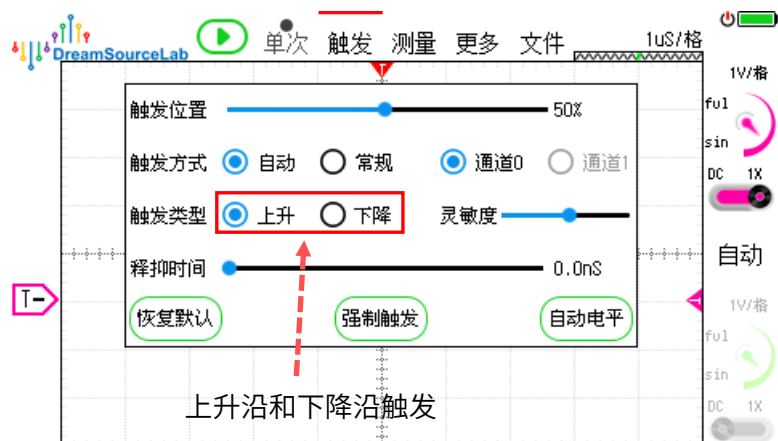 DreamSourceLab
单次 触发 测量 更多 文件
1uS/格
T
1V/格
触发位置 50%
ful
触发方式 自动 常规 通道0 通道1
sin
DC 1X
触发类型 上升 下降 灵敏度
自动
释抑时间 0.0nS
T
1V/格
恢复默认 强制触发 自动电平
ful
sin
上升沿和下降沿触发
DC 1X